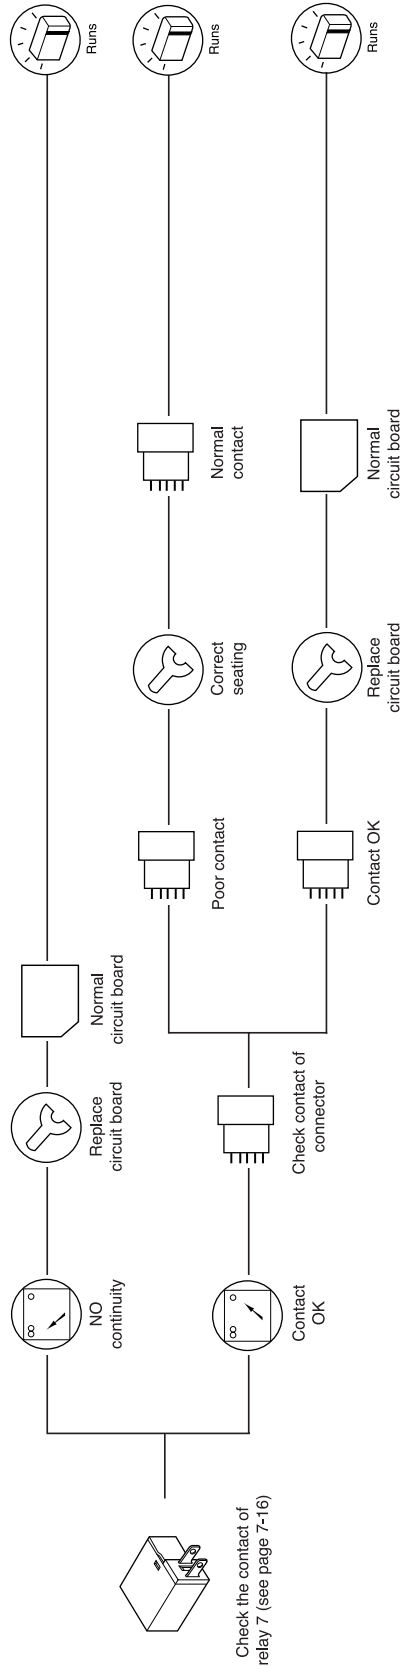 Check the contact of
relay 7 (see page 7-16)
NO
continuity
Replace
circuit board
Normal
circuit board
Runs
Contact
OK
Check contact of
connector
Poor contact
Correct
seating
Normal
contact
Runs
Contact OK
Replace
circuit board
Normal
circuit board
Runs